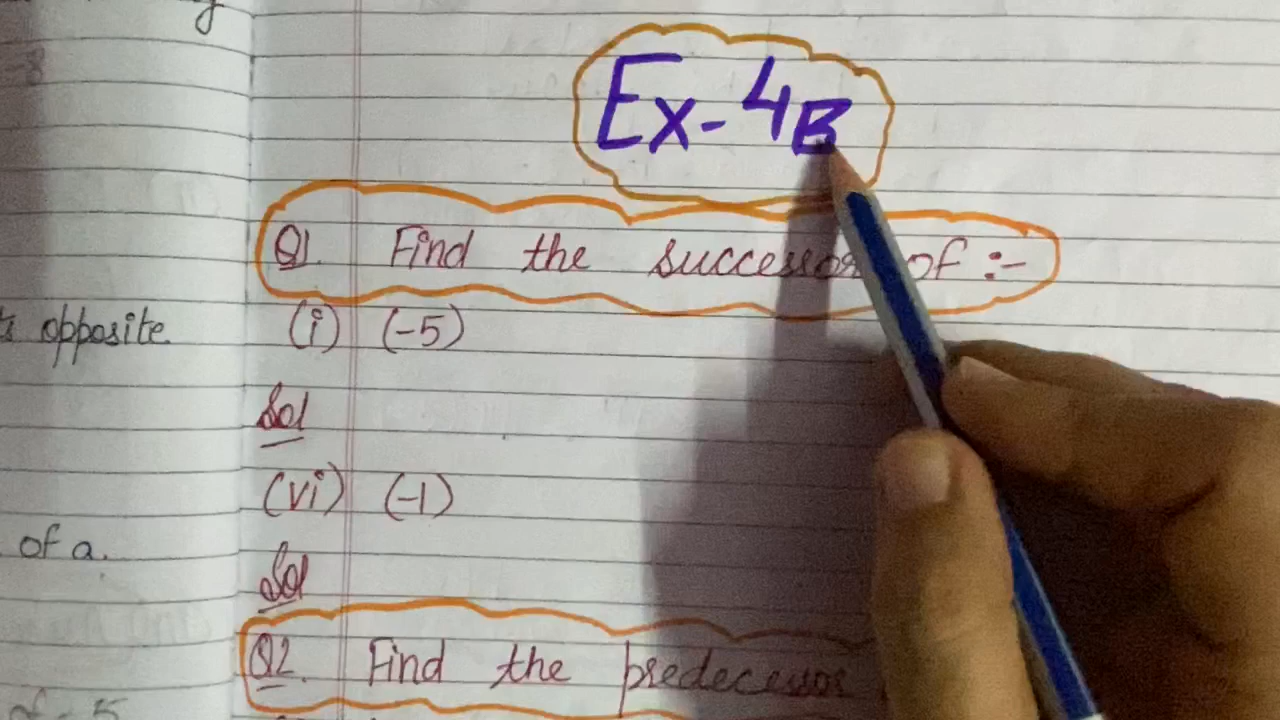 Ex-4B
Q1. Find the successor of :-
(i) (-5)
's opposite.
Sol
(vi) (-1)
of a.
Sol
Q2. Find the predecessor